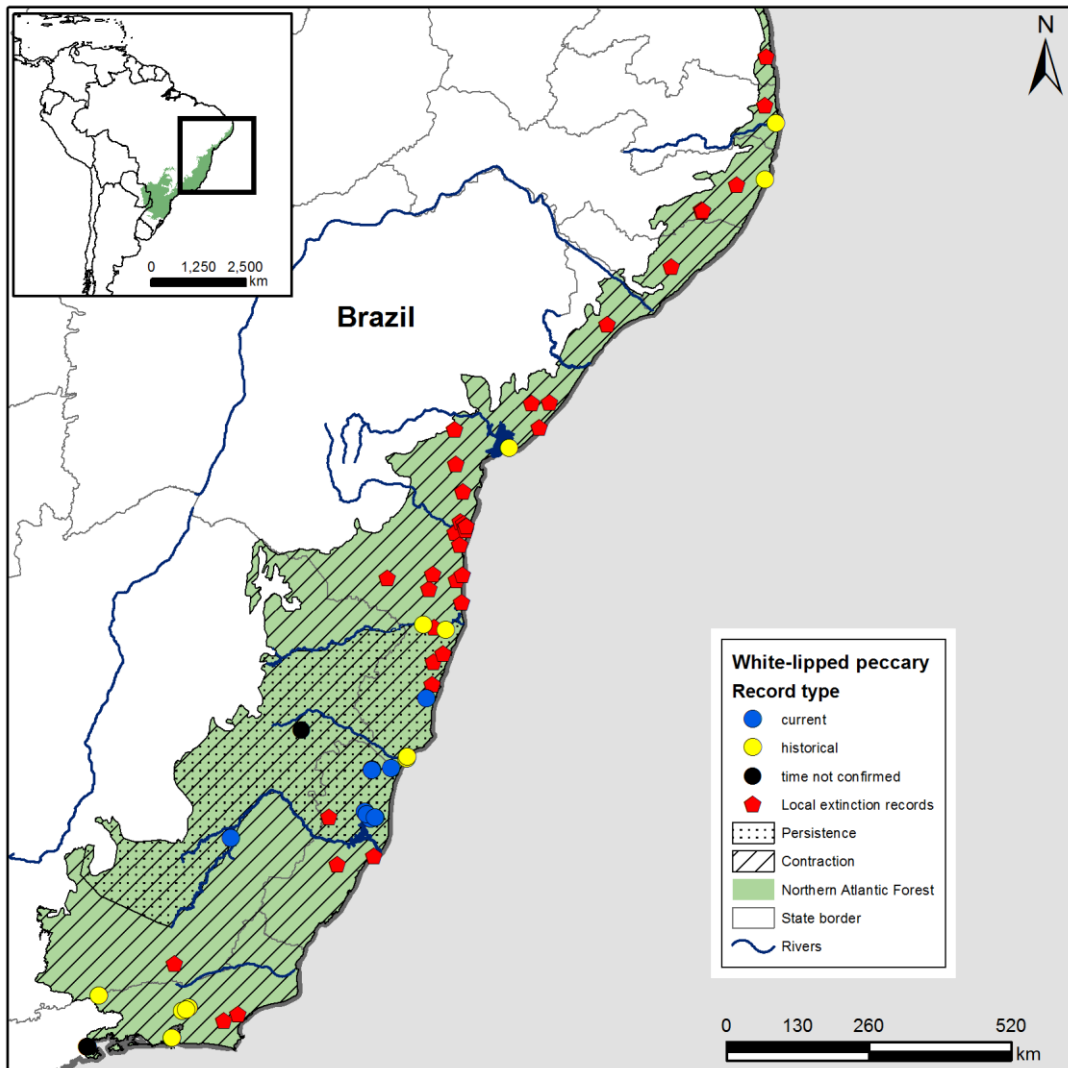 N
0 1,250 2,500
km
Brazil
White-lipped peccary
Record type
current
historical
time not confirmed
Local extinction records
Persistence
Contraction
Northern Atlantic Forest
State border
Rivers
0 130 260 520
km